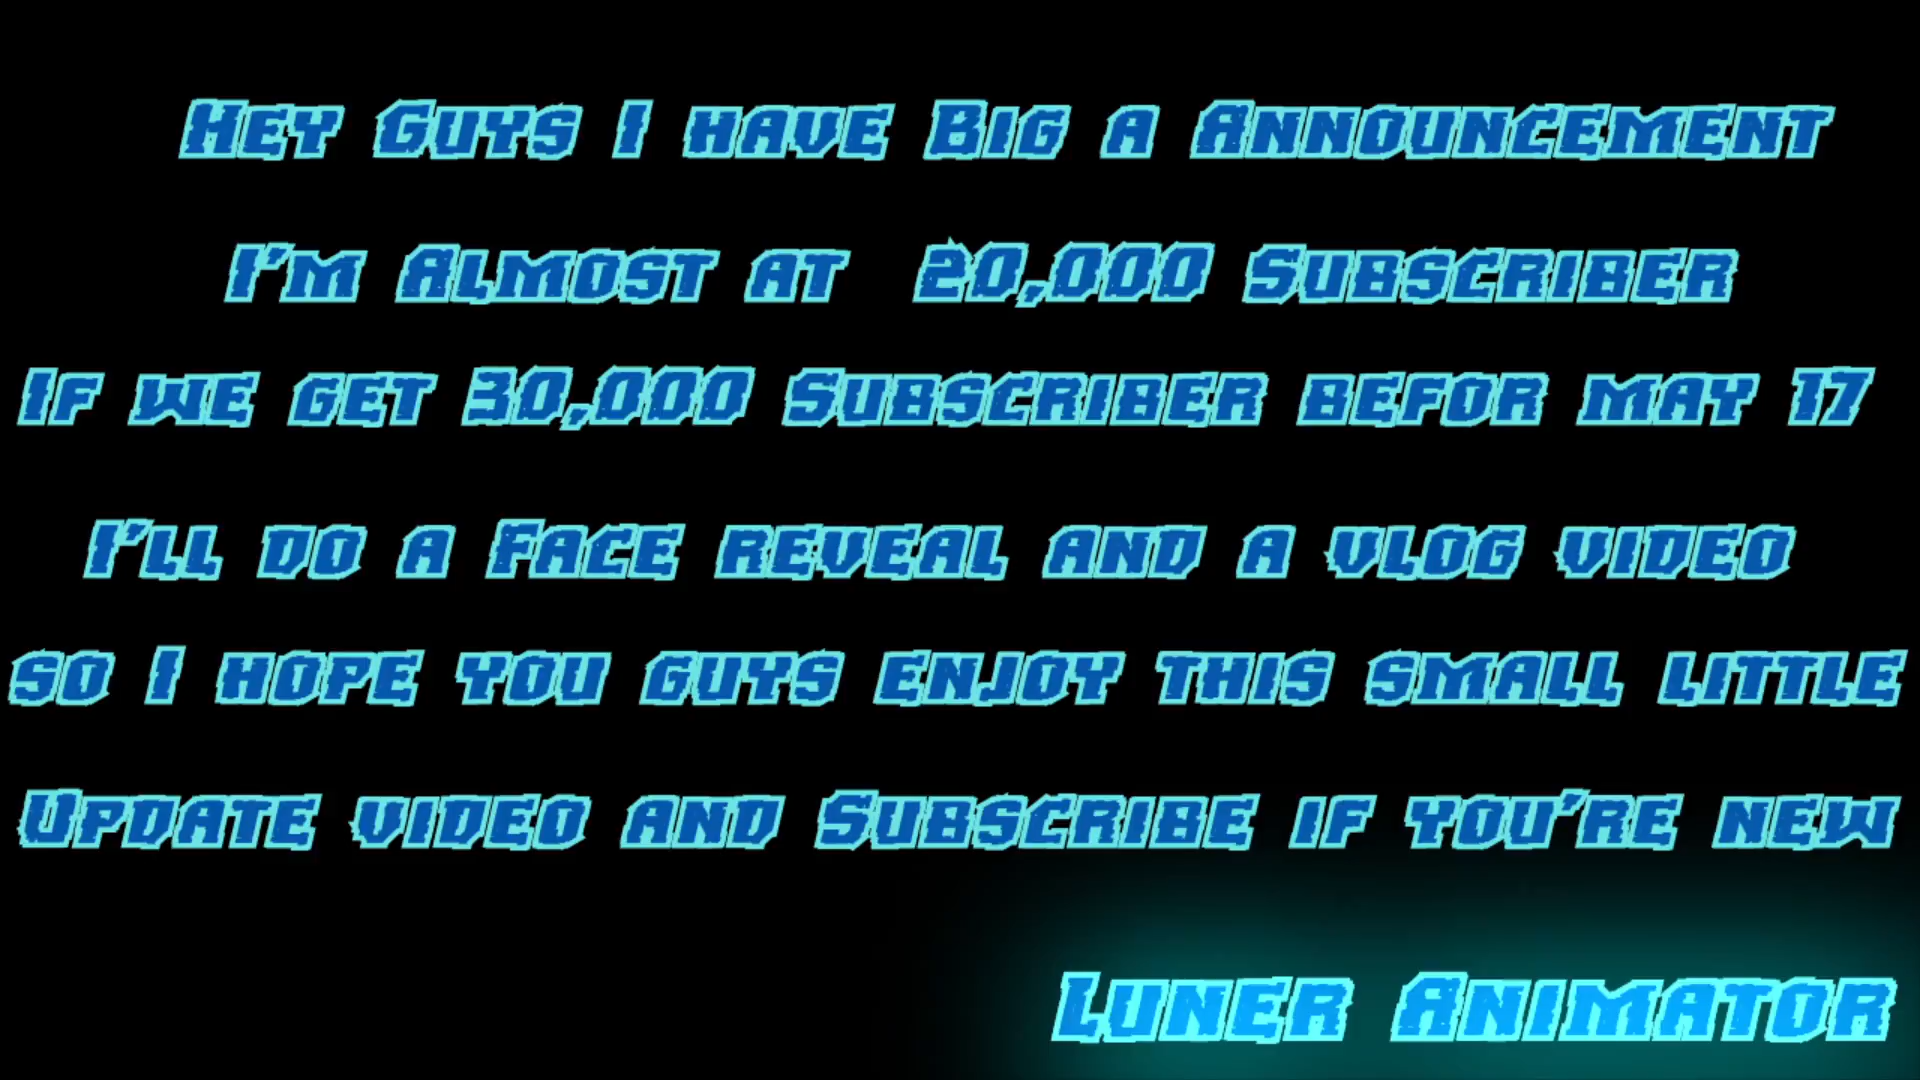 Hey Guys I have Big a Announcement
I'm Almost at 20,000 Subscriber
If we get 30,000 Subscriber befor may 17
I'll do a Face reveal and a vlog video
so I hope you guys enjoy this small little
Update video and Subscribe if you're new
Luner Animator